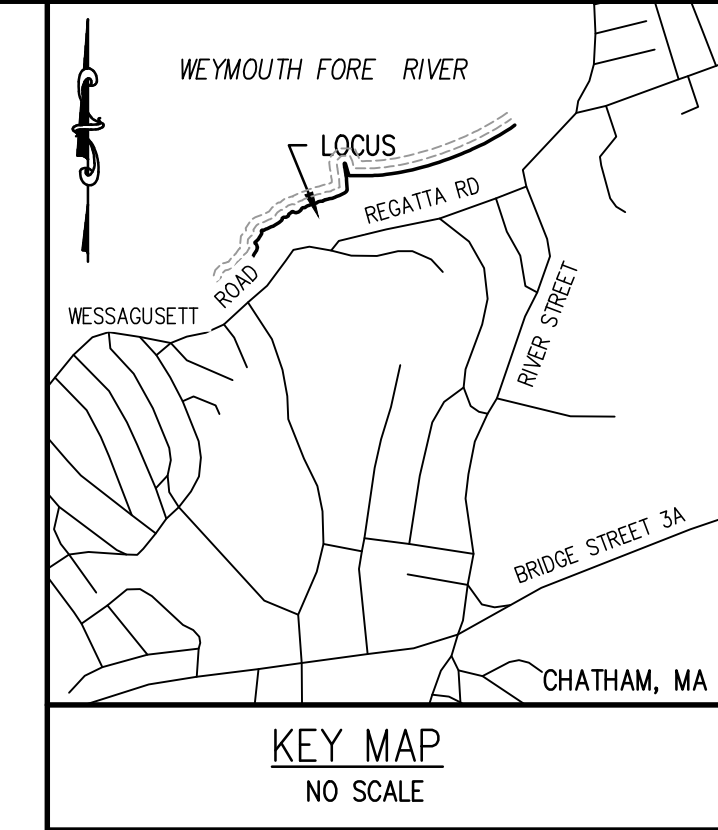 WEYMOUTH FORE RIVER
LOCUS
REGATTA RD
ROAD
WESSAGUSETT
RIVER STREET
BRIDGE STREET 3A
CHATHAM, MA
KEY MAP
NO SCALE